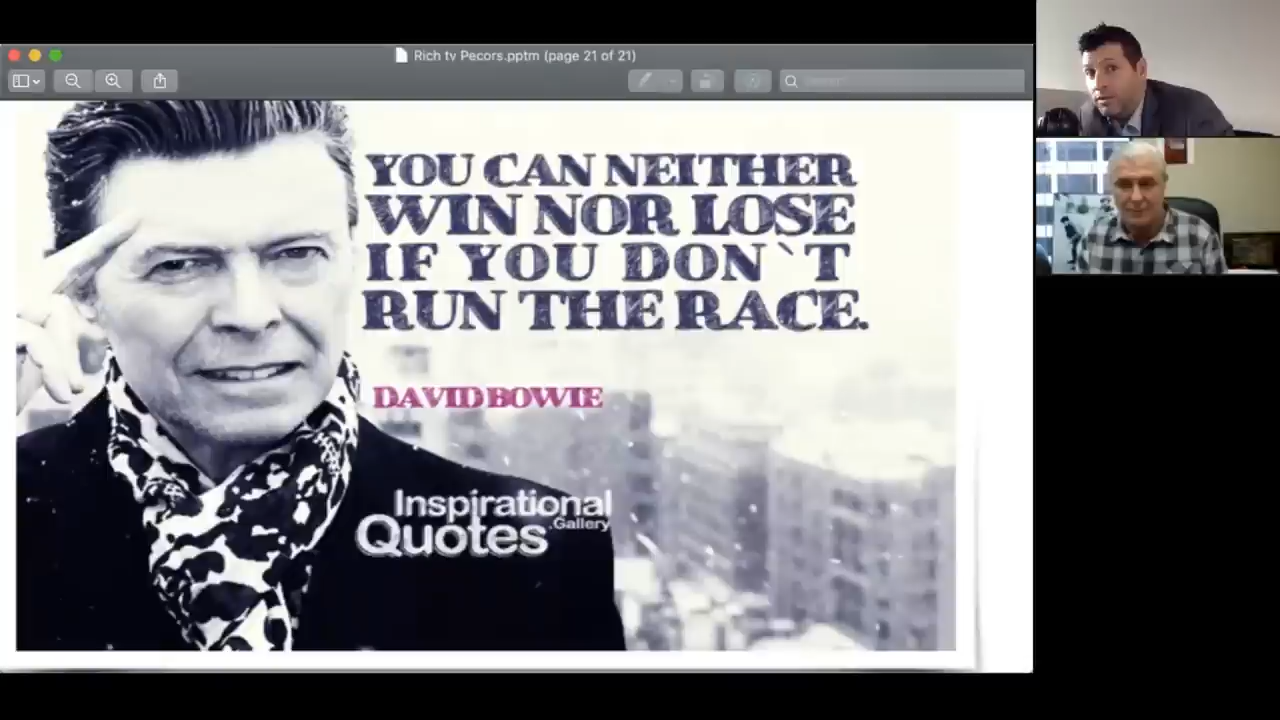 Rich tv Pecors.pptm (page 21 of 21)
YOU CAN NEITHER
WIN NOR LOSE
IF YOU DON`T
RUN THE RACE.
DAVID BOWIE
Inspirational
.Gallery
Quotes